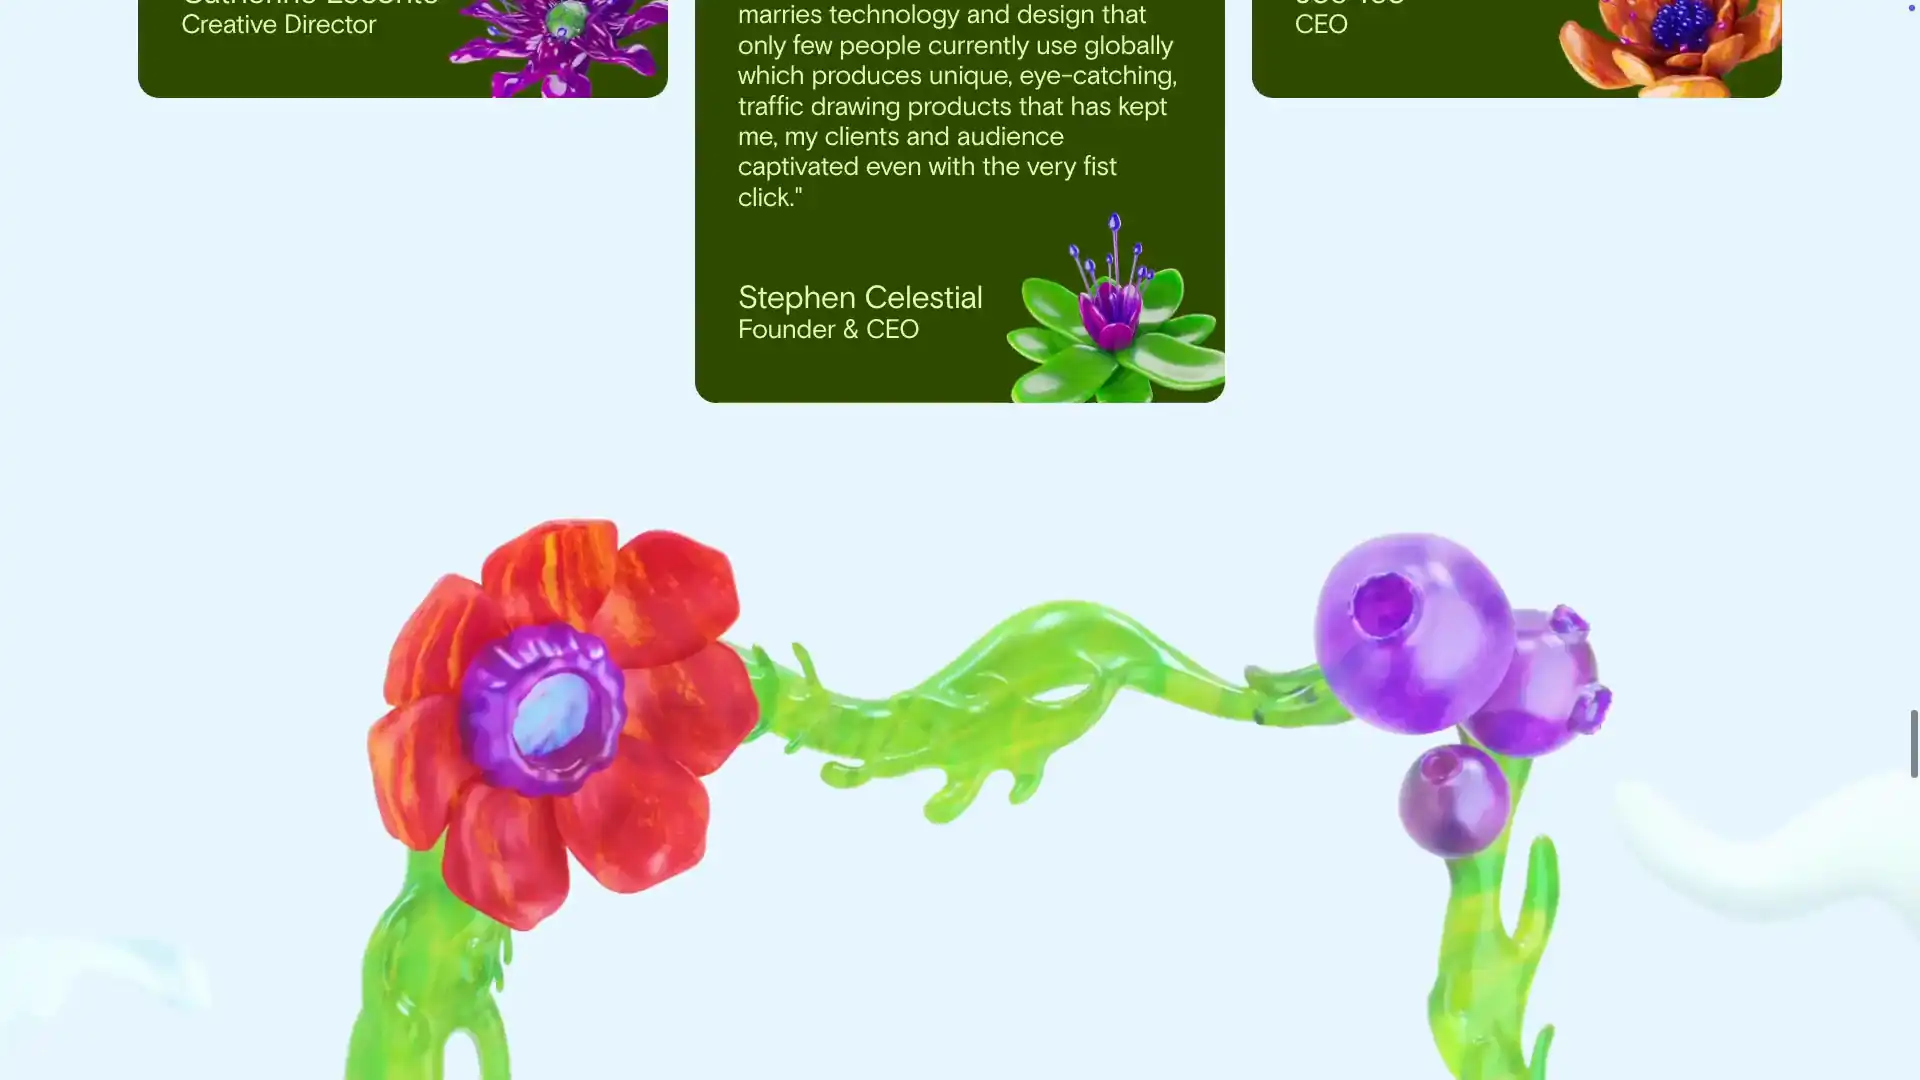 Creative Director
marries technology and design that
only few people currently use globally
which produces unique, eye-catching,
traffic drawing products that has kept
me, my clients and audience
captivated even with the very fist
click."
Stephen Celestial
Founder & CEO
CEO